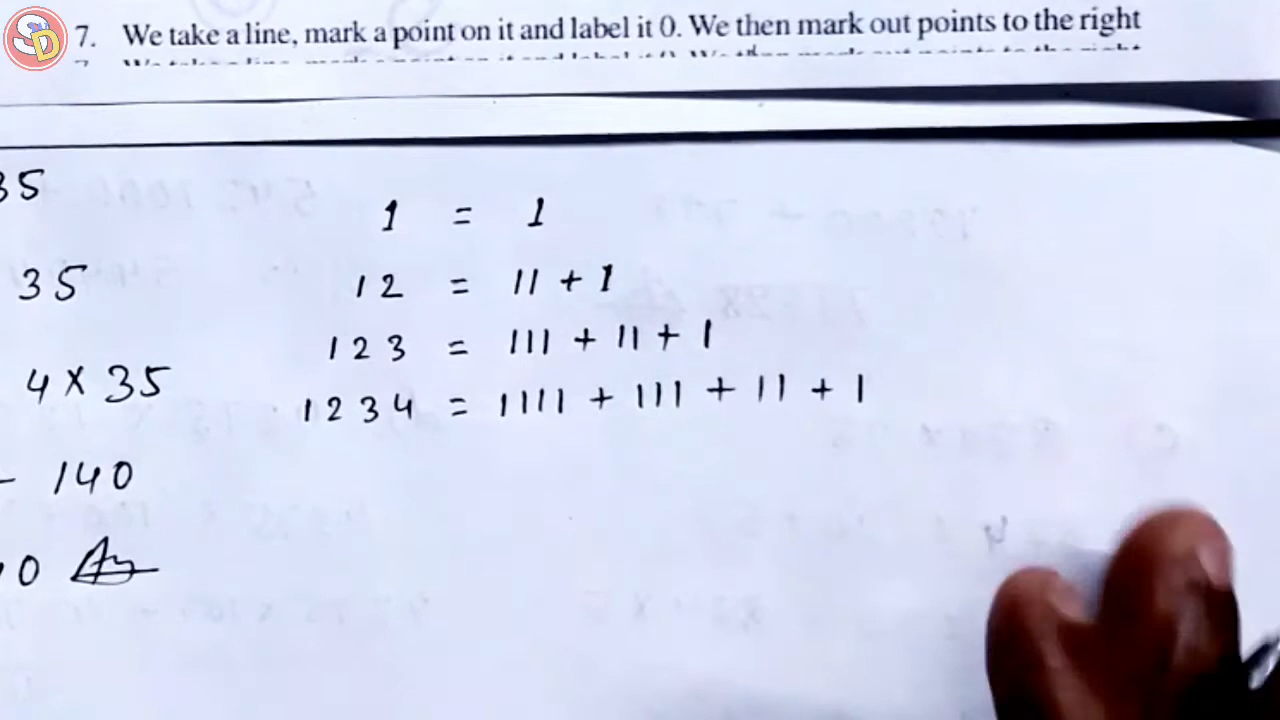 SD
7. We take a line, mark a point on it and label it 0. We then mark out points to the right
35
35
4 × 35
- 140
0 Ans
1 = 1
12 = 11 + 1
123 = 111 + 11 + 1
1234 = 1111 + 111 + 11 + 1